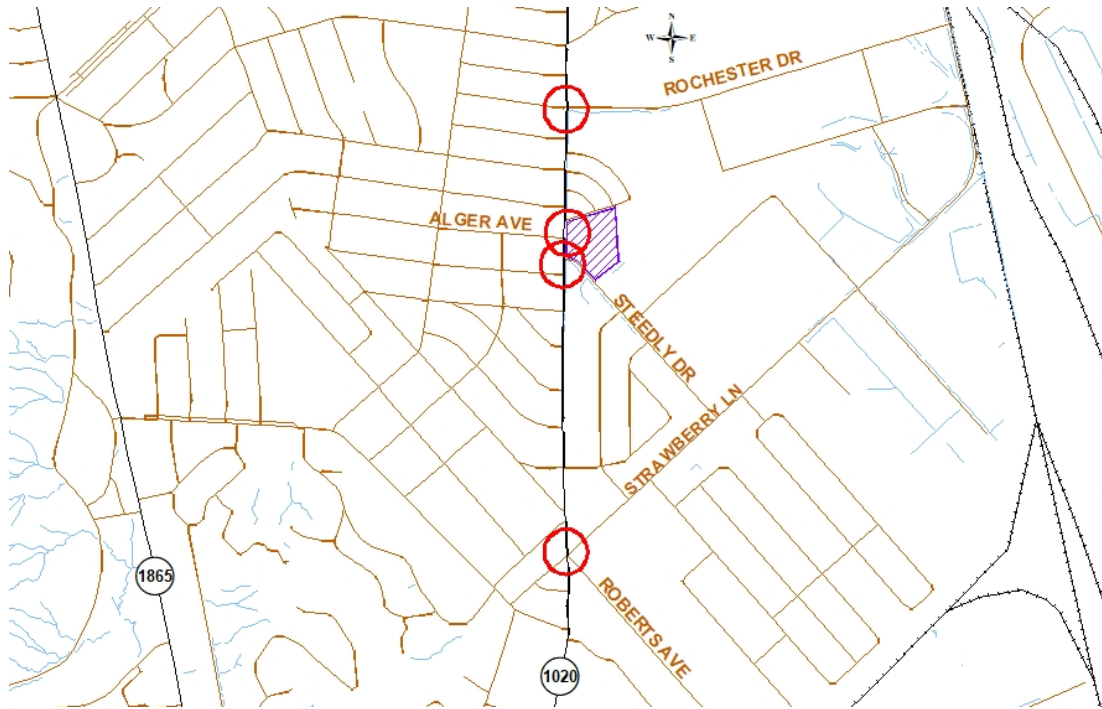 N
W E
S
ROCHESTER DR
ALGER AVE
STEEDLY DR
STRAWBERRY LN
1865
ROBERTS AVE
1020